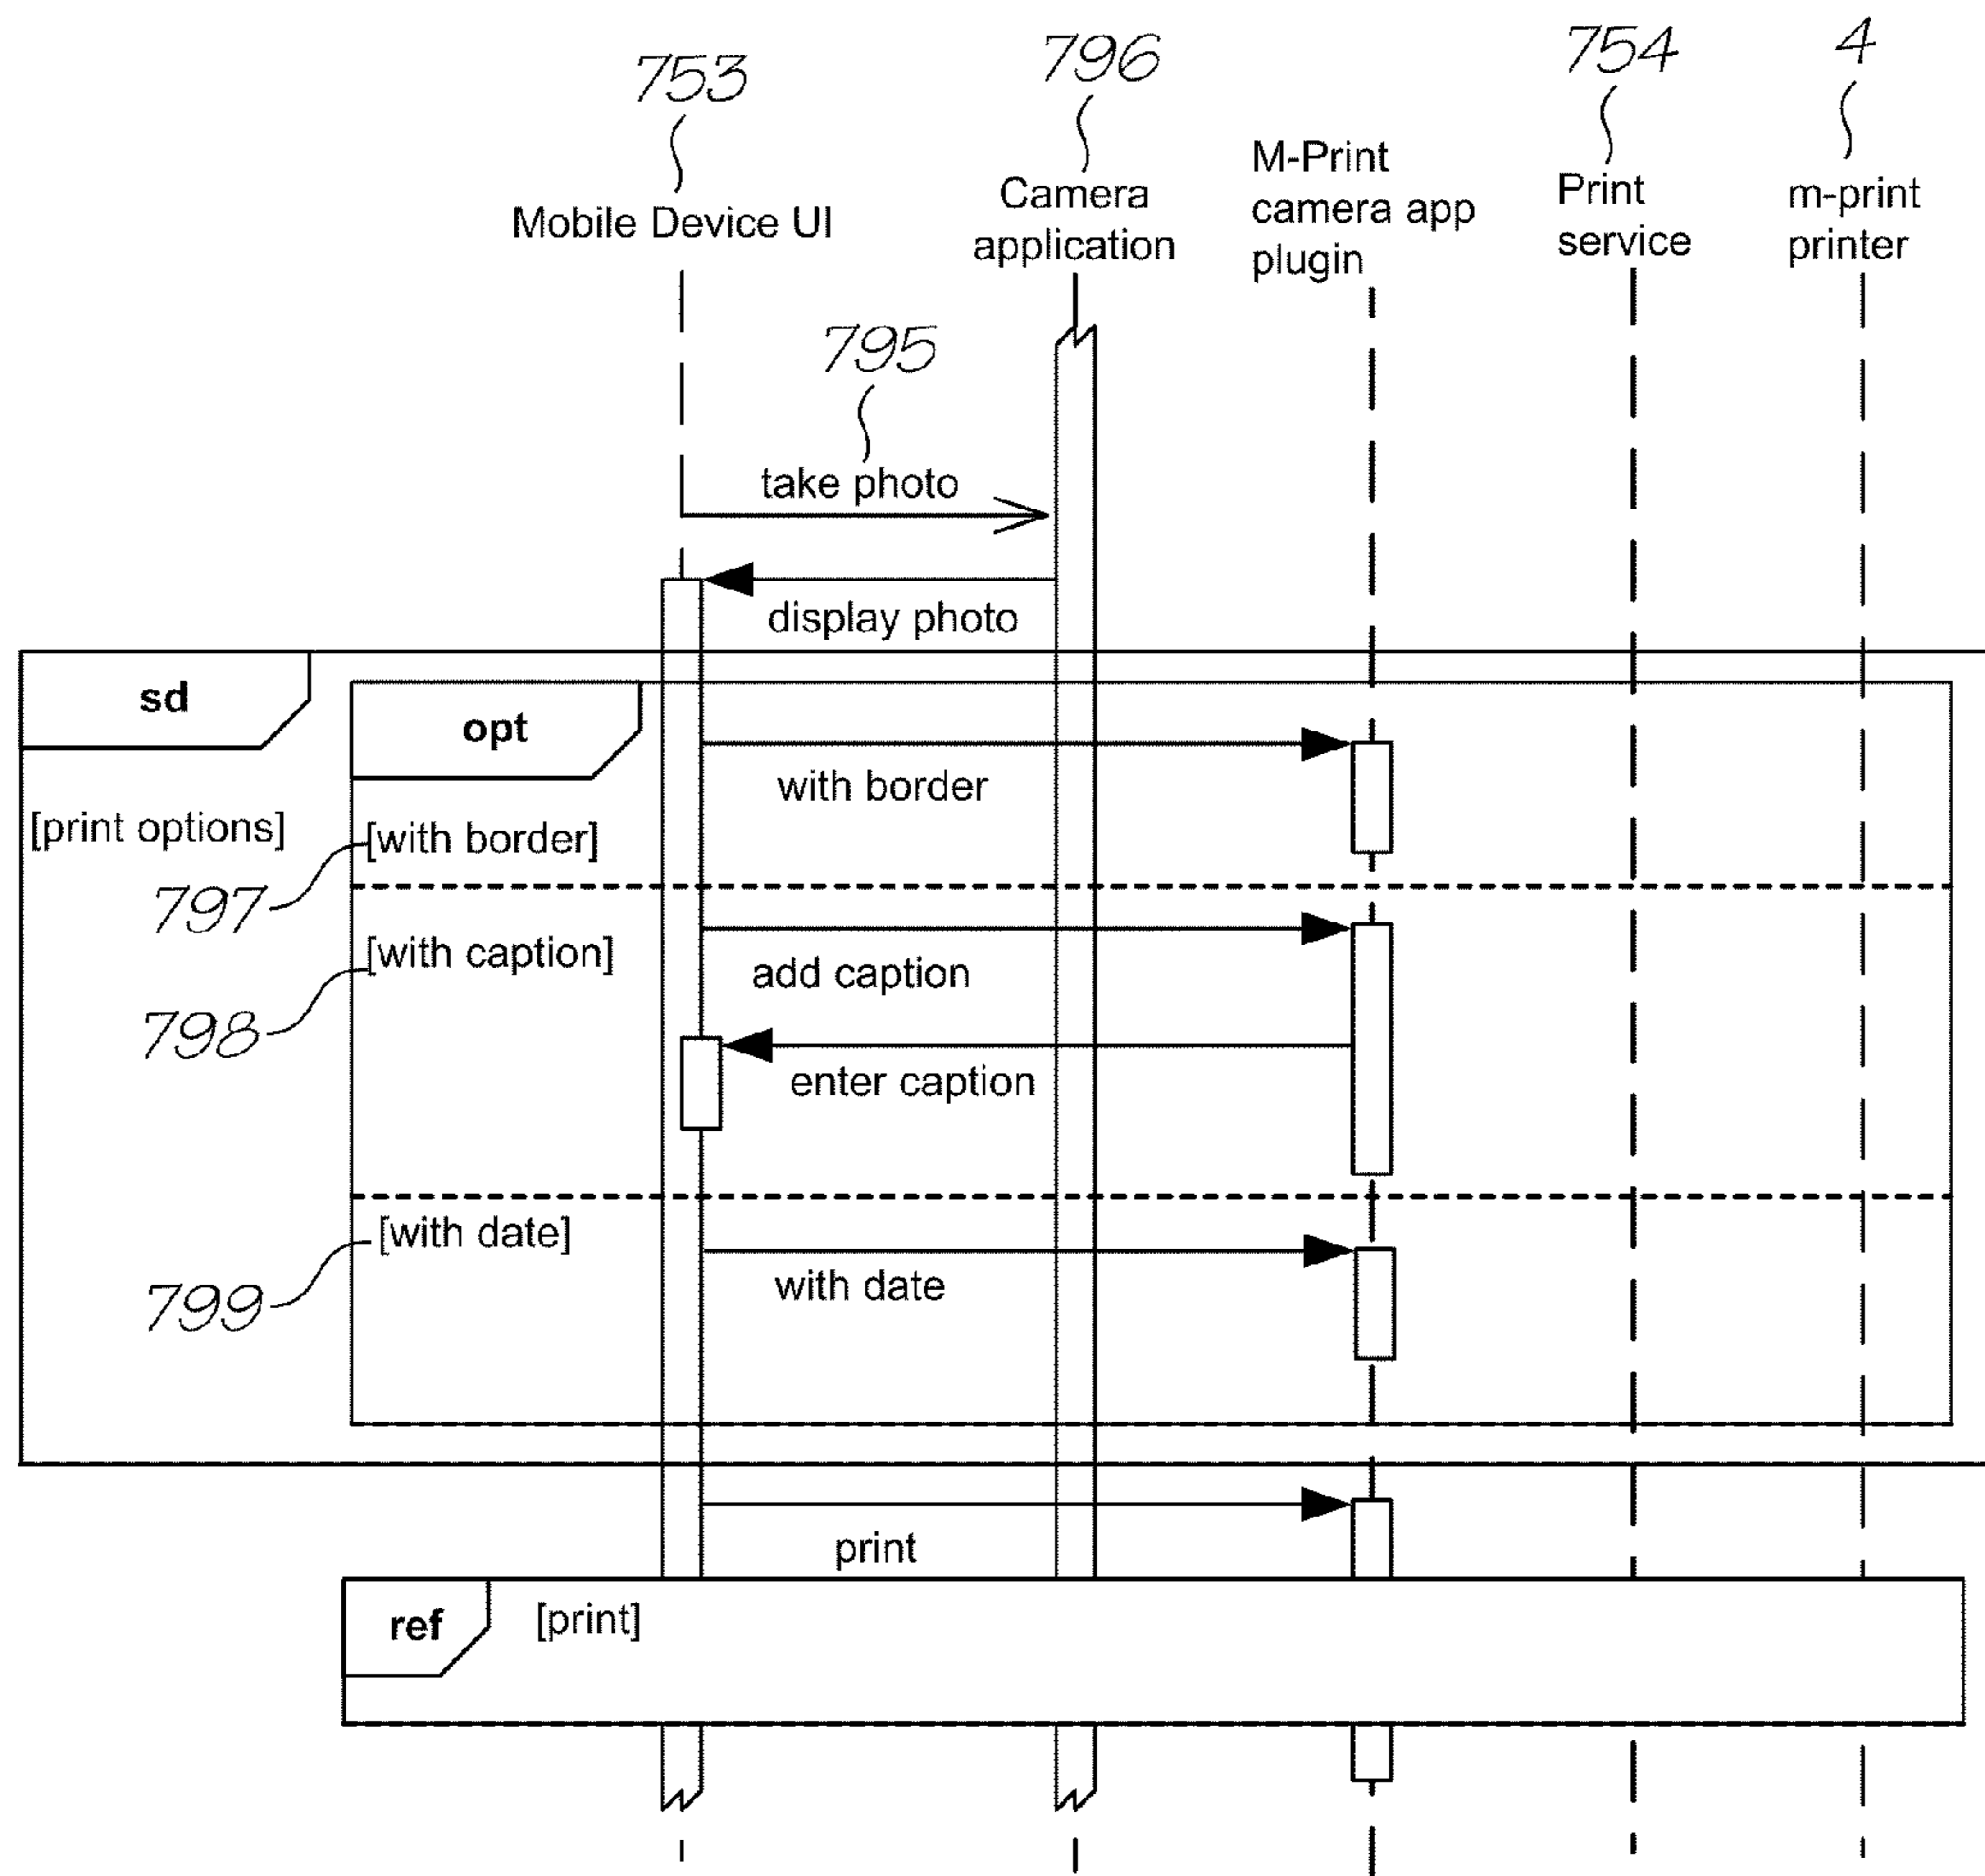 753
796
754
4
Mobile Device UI
Camera
application
M-Print
camera app
plugin
Print
service
m-print
printer
795
take photo
display photo
sd
opt
with border
[print options]
[with border]
797
[with caption]
add caption
798
enter caption
[with date]
with date
799
print
ref
[print]